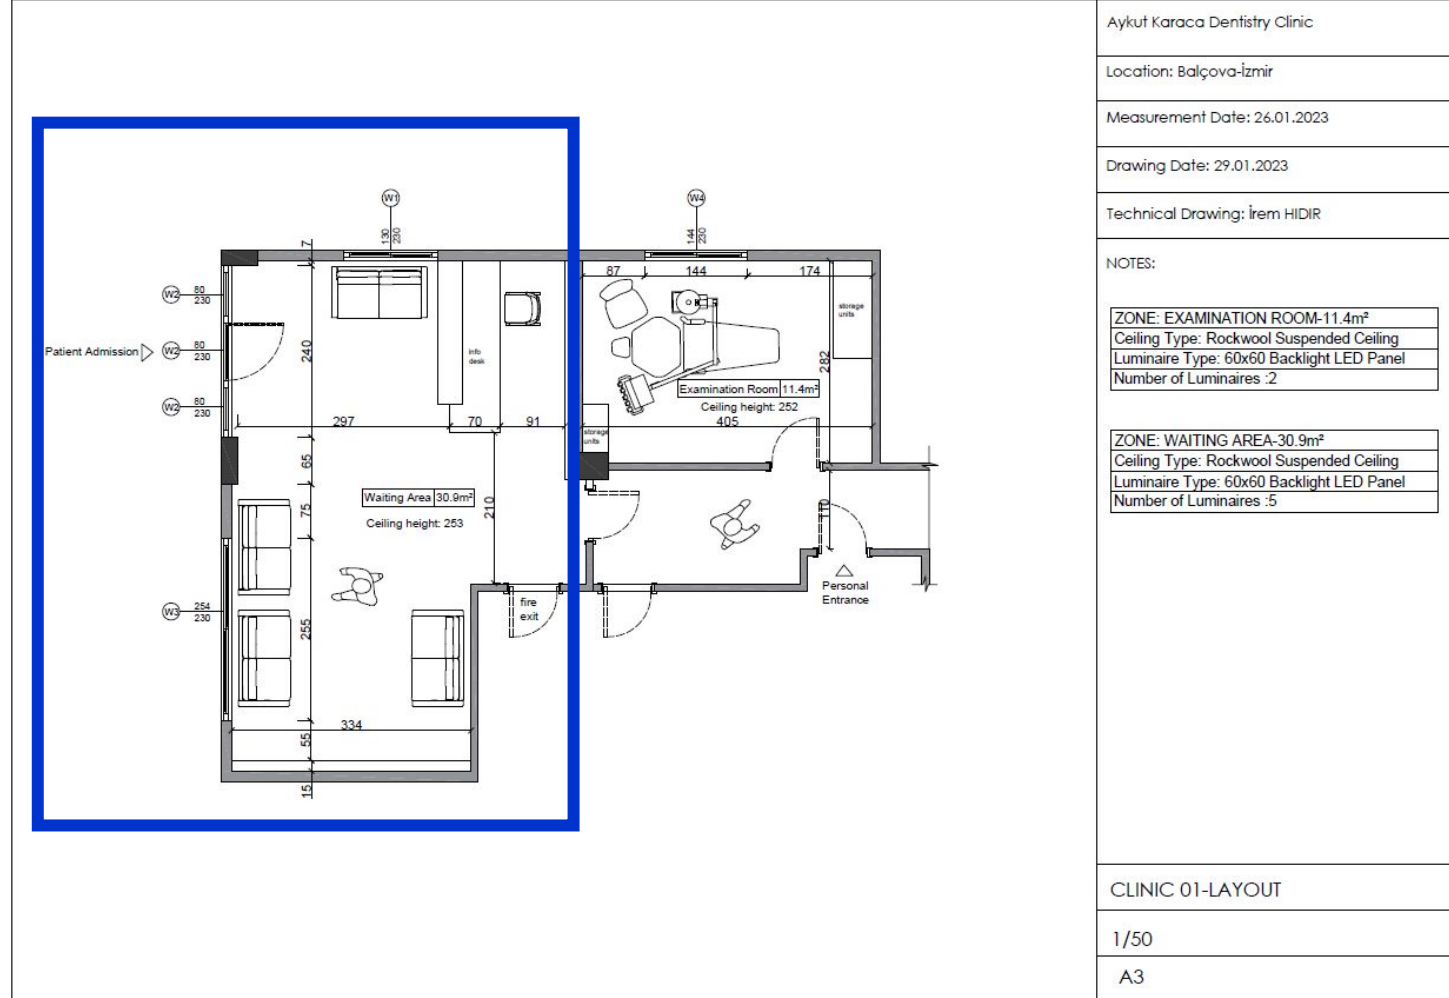 Aykut Karaca Dentistry Clinic
Location: Balçova-İzmir
Measurement Date: 26.01.2023
Drawing Date: 29.01.2023
Technical Drawing: İrem HIDIR
NOTES:
ZONE: EXAMINATION ROOM-11.4m²
Ceiling Type: Rockwool Suspended Ceiling
Luminaire Type: 60x60 Backlight LED Panel
Number of Luminaires :2
ZONE: WAITING AREA-30.9m²
Ceiling Type: Rockwool Suspended Ceiling
Luminaire Type: 60x60 Backlight LED Panel
Number of Luminaires :5
CLINIC 01-LAYOUT
1/50
A3
W1
130
230
W4
144
230
7
87
144
174
W2
80
230
storage
units
Patient Admission
W2
80
230
240
info
desk
282
Examination Room 11.4m²
Ceiling height: 252
W2
80
230
297
70
91
405
storage
units
65
Waiting Area 30.9m²
Ceiling height: 253
75
210
110
Personal
Entrance
fire
exit
W3
254
230
255
334
55
15